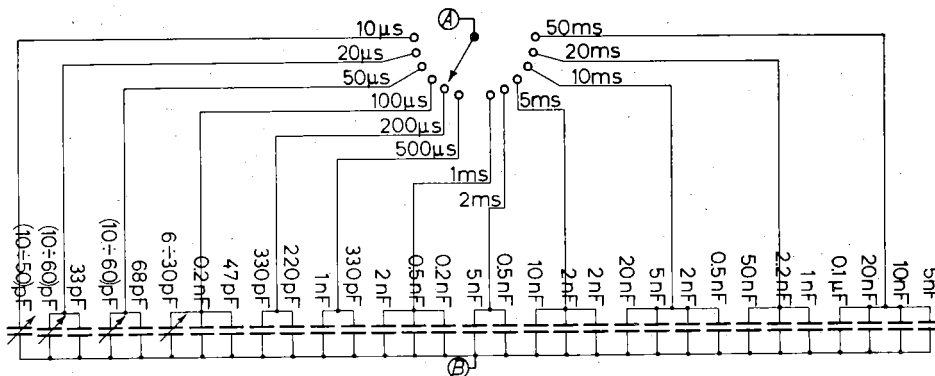 A
10μs
50ms
20μs
20ms
50μs
10ms
100μs
5ms
200μs
500μs
1ms
2ms
(10÷50)pF
(10÷60)pF
33pF
(10÷60)pF
68pF
6÷30pF
0.2nF
47pF
330pF
220pF
1nF
330pF
2nF
0.5nF
0.2nF
5nF
0.5nF
10nF
2nF
2nF
20nF
5nF
2nF
0.5nF
50nF
2.2nF
1nF
0.1μF
20nF
10nF
5nF
B